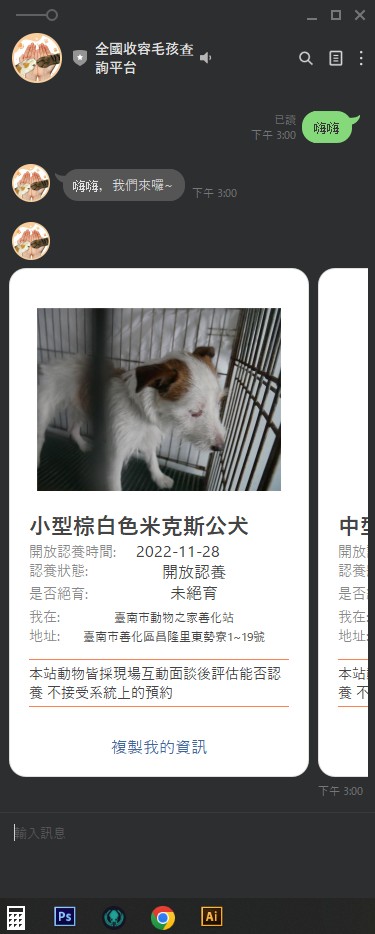 全國收容毛孩查
詢平台
已讀
下午 3:00
嗨嗨
嗨嗨，我們來囉~
下午 3:00
小型棕白色米克斯公犬
開放認養時間: 2022-11-28
認養狀態: 開放認養
是否絕育: 未絕育
我在: 臺南市動物之家善化站
地址: 臺南市善化區昌隆里東勢寮1~19號
本站動物皆採現場互動面談後評估能否認
養 不接受系統上的預約
複製我的資訊
中型
開放
認養
是否
我在:
地址:
本站
養 不
下午 3:00
輸入訊息
Ps
Ai